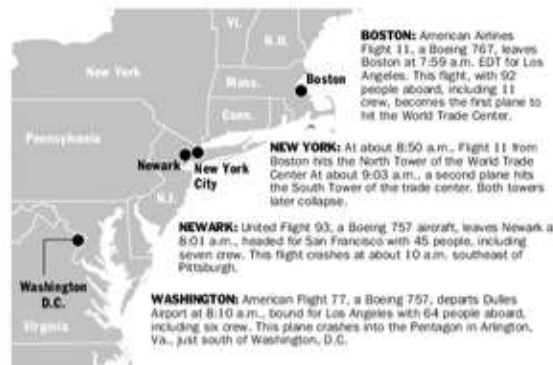 Vt.
N.H.
New York
Mass.
Boston
Conn.
Pennsylvania
Newark
New York
City
N.J.
Washington
D.C.
Virginia
BOSTON: American Airlines
Flight 11, a Boeing 767, leaves
Boston at 7:59 a.m. EDT for Los
Angeles. This flight, with 92
people aboard, including 11
crew, becomes the first plane to
hit the World Trade Center.
NEW YORK: At about 8:50 a.m., Flight 11 from
Boston hits the North Tower of the World Trade
Center At about 9:03 a.m., a second plane hits
the South Tower of the trade center. Both towers
later collapse.
NEWARK: United Flight 93, a Boeing 757 aircraft, leaves Newark a
8:01 a.m., headed for San Francisco with 45 people, including
seven crew. This flight crashes at about 10 a.m. southeast of
Pittsburgh.
WASHINGTON: American Flight 77, a Boeing 757, departs Dulles
Airport at 8:10 a.m., bound for Los Angeles with 64 people aboard,
including six crew. This plane crashes into the Pentagon in Arlington,
Va., just south of Washington, D.C.